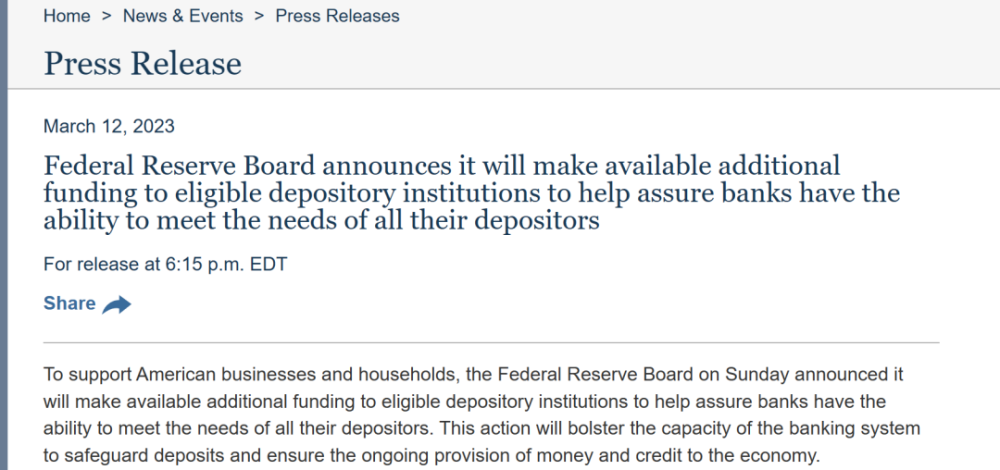 Home > News & Events > Press Releases
Press Release
March 12, 2023
Federal Reserve Board announces it will make available additional
funding to eligible depository institutions to help assure banks have the
ability to meet the needs of all their depositors
For release at 6:15 p.m. EDT
Share
To support American businesses and households, the Federal Reserve Board on Sunday announced it
will make available additional funding to eligible depository institutions to help assure banks have the
ability to meet the needs of all their depositors. This action will bolster the capacity of the banking system
to safeguard deposits and ensure the ongoing provision of money and credit to the economy.